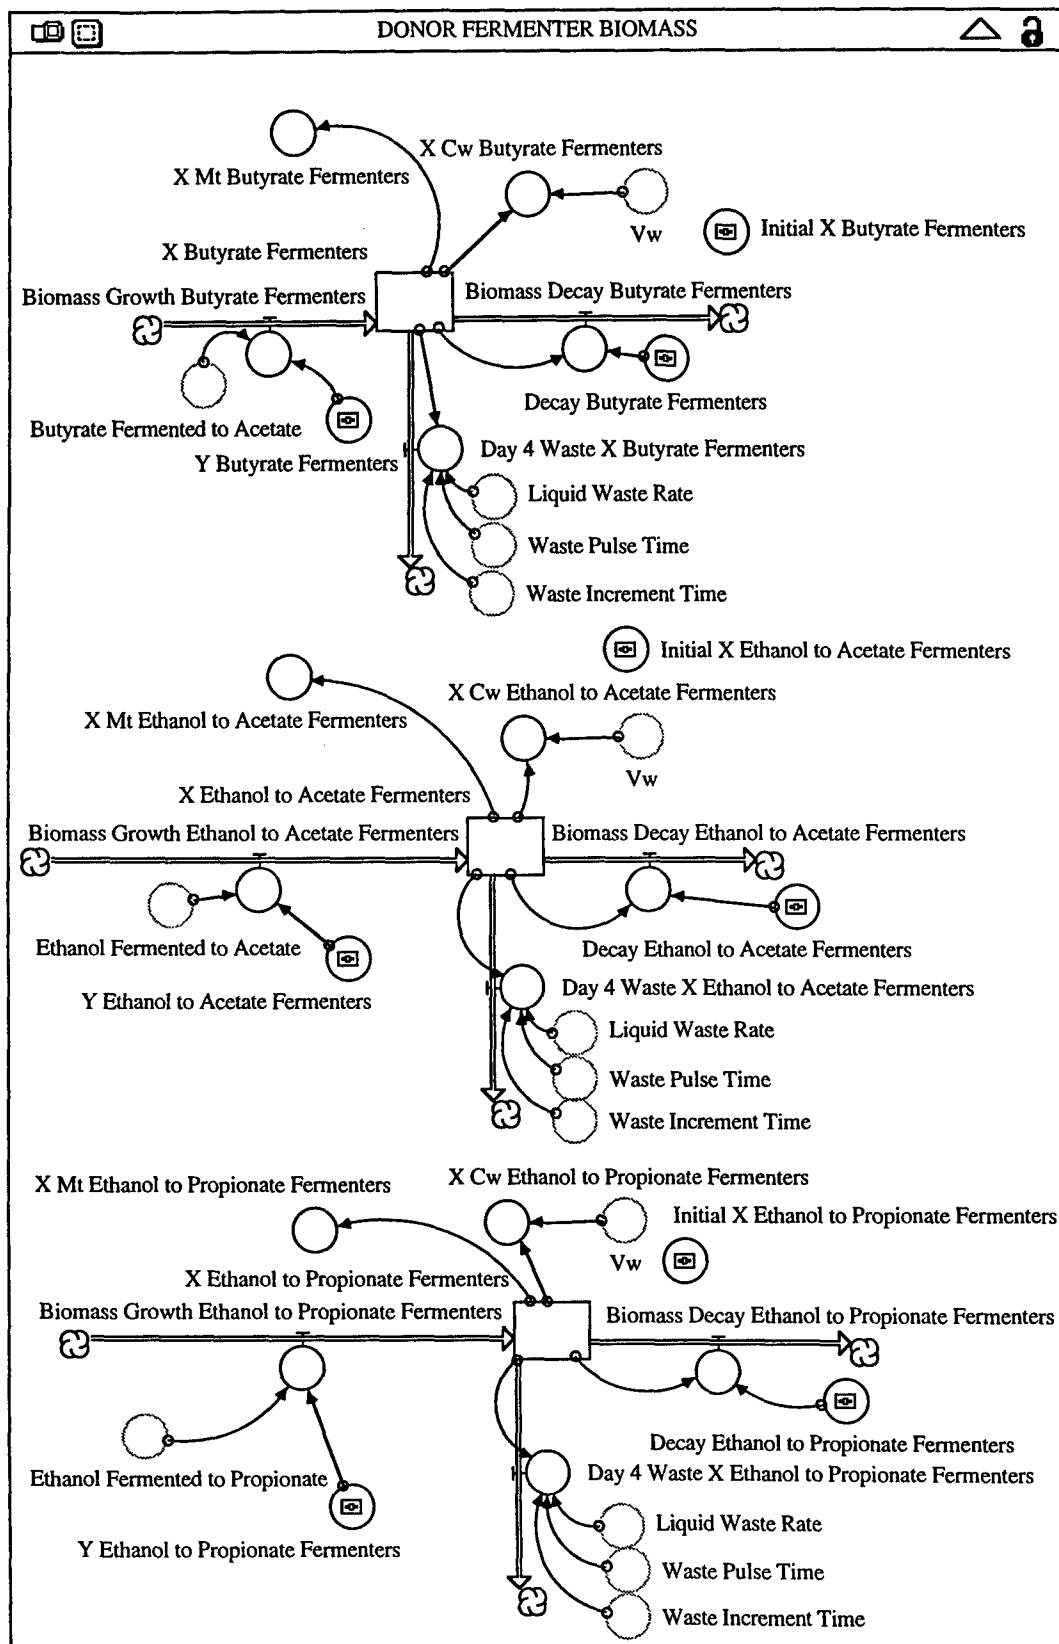 DONOR FERMENTER BIOMASS
X Mt Butyrate Fermenters
X Cw Butyrate Fermenters
Vw
Initial X Butyrate Fermenters
X Butyrate Fermenters
Biomass Growth Butyrate Fermenters
Biomass Decay Butyrate Fermenters
Decay Butyrate Fermenters
Butyrate Fermented to Acetate
Y Butyrate Fermenters
Day 4 Waste X Butyrate Fermenters
Liquid Waste Rate
Waste Pulse Time
Waste Increment Time
Initial X Ethanol to Acetate Fermenters
X Cw Ethanol to Acetate Fermenters
X Mt Ethanol to Acetate Fermenters
Vw
X Ethanol to Acetate Fermenters
Biomass Growth Ethanol to Acetate Fermenters
Biomass Decay Ethanol to Acetate Fermenters
Ethanol Fermented to Acetate
Decay Ethanol to Acetate Fermenters
Y Ethanol to Acetate Fermenters
Day 4 Waste X Ethanol to Acetate Fermenters
Liquid Waste Rate
Waste Pulse Time
Waste Increment Time
X Mt Ethanol to Propionate Fermenters
X Cw Ethanol to Propionate Fermenters
Initial X Ethanol to Propionate Fermenters
Vw
X Ethanol to Propionate Fermenters
Biomass Growth Ethanol to Propionate Fermenters
Biomass Decay Ethanol to Propionate Fermenters
Decay Ethanol to Propionate Fermenters
Ethanol Fermented to Propionate
Day 4 Waste X Ethanol to Propionate Fermenters
Y Ethanol to Propionate Fermenters
Liquid Waste Rate
Waste Pulse Time
Waste Increment Time